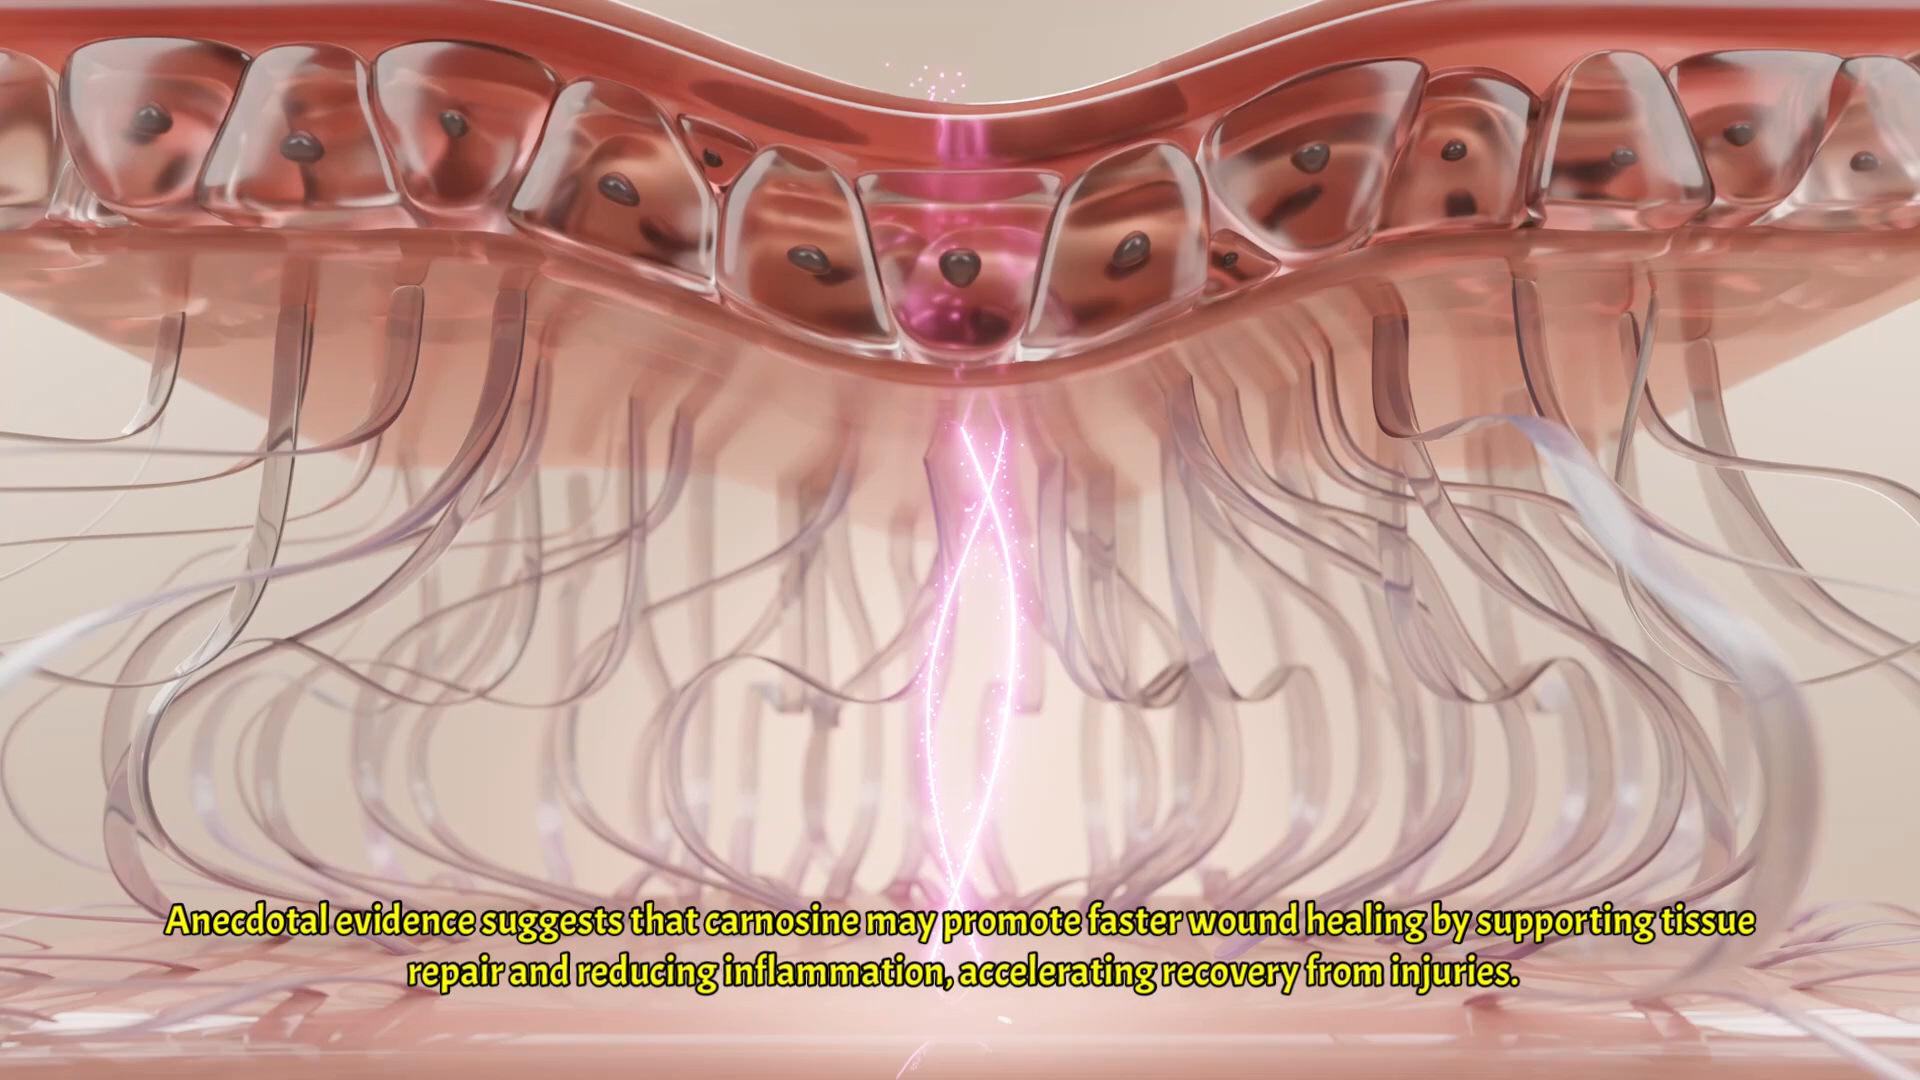 Anecdotal evidence suggests that carnosine may promote faster wound healing by supporting tissue
repair and reducing inflammation, accelerating recovery from injuries.